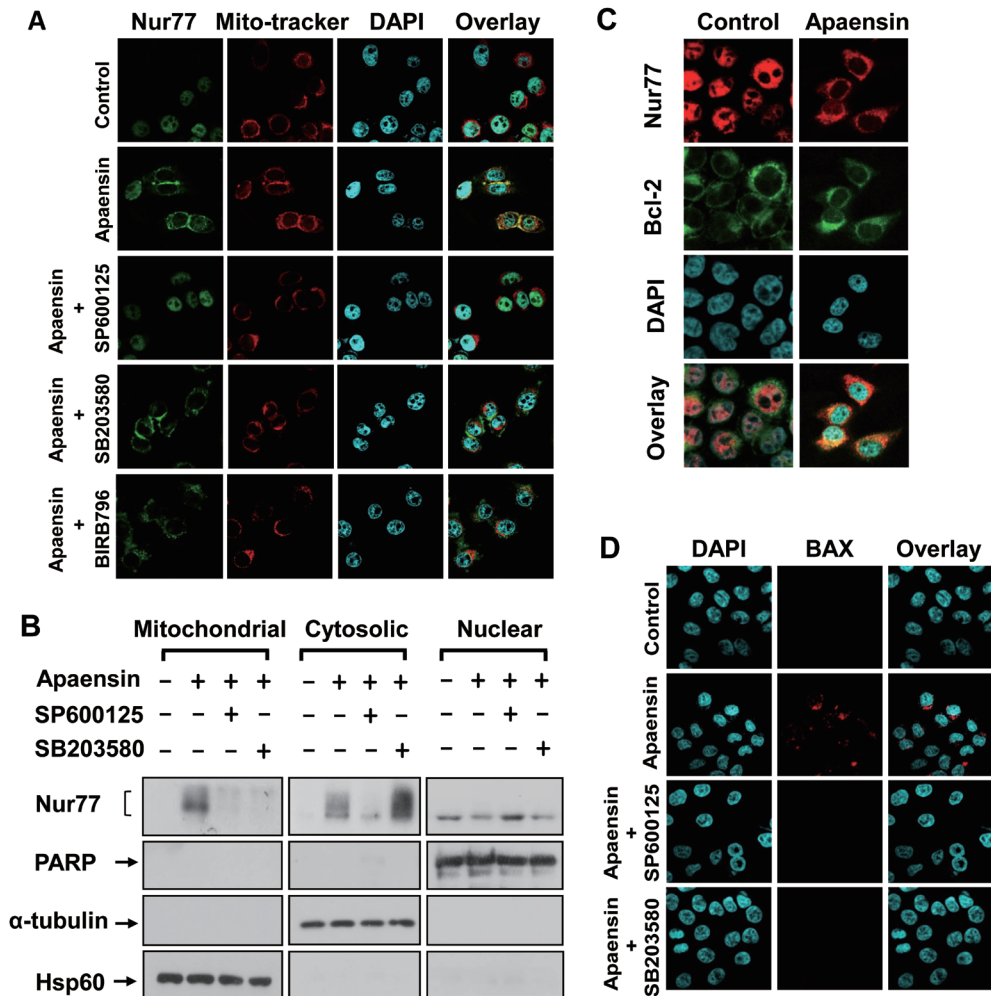 A
Nur77 Mito-tracker DAPI Overlay
Control
Apaensin
Apaensin + SP600125
Apaensin + SB203580
Apaensin + BIRB796
B
Mitochondrial Cytosolic Nuclear
Apaensin – + + + – + + + – + + +
SP600125 – – + – – + – – +
SB203580 – – + – – + – – +
Nur77
PARP
α-tubulin
Hsp60
C
Control Apaensin
Nur77
Bcl-2
DAPI
Overlay
D
DAPI BAX Overlay
Control
Apaensin
Apaensin + SP600125
Apaensin + SB203580